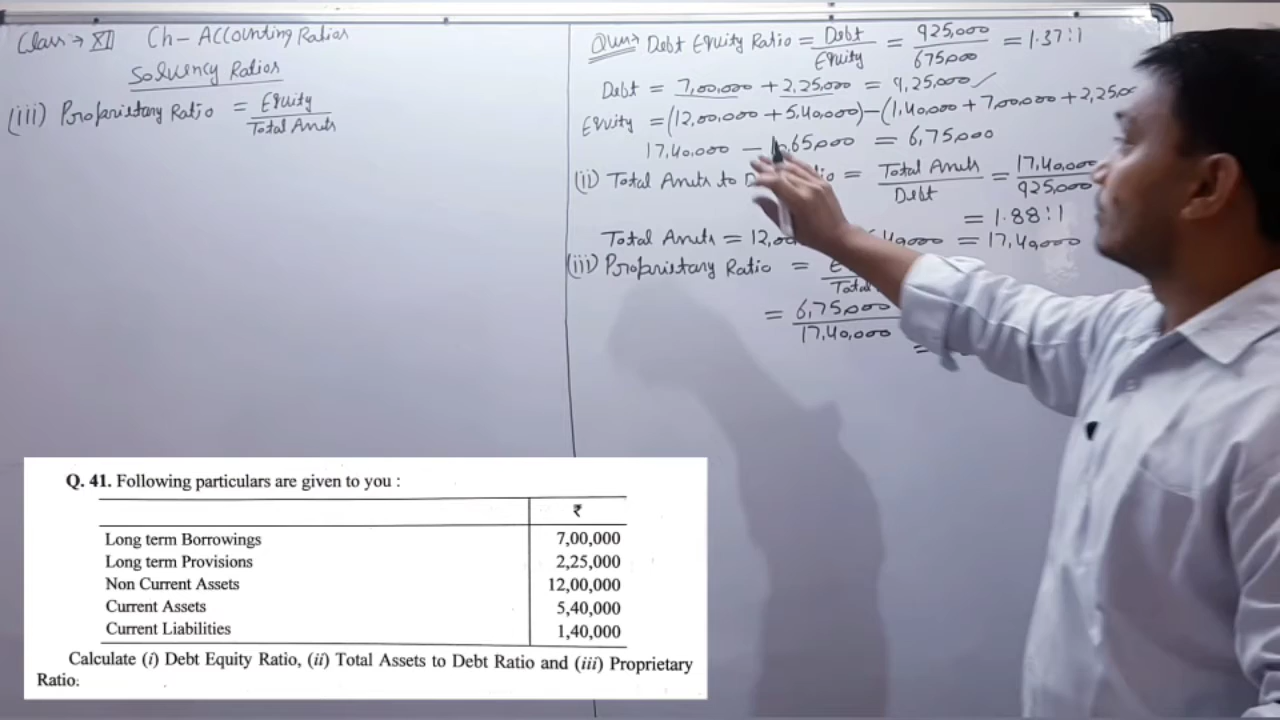 Class → XII Ch - Accounting Ratios
Solvency Ratios
(iii) Proprietary Ratio = Equity / Total Assets
Debt Equity Ratio = Debt / Equity = 925,000 / 675,000 = 1.37:1
Debt = 7,00,000 + 2,25,000 = 9,25,000
Equity = (12,00,000 + 5,40,000) - (1,40,000 + 7,00,000 + 2,25,00
17,40,000 - 65,000 = 6,75,000
(ii) Total Assets to = Total Assets / Debt = 17,40,000 / 925,000
= 1.88:1
Total Assets = 12,00 = 17,40,000
(iii) Proprietary Ratio = E / Total
= 6,75,000 / 17,40,000
=
Q. 41. Following particulars are given to you :
₹
Long term Borrowings 7,00,000
Long term Provisions 2,25,000
Non Current Assets 12,00,000
Current Assets 5,40,000
Current Liabilities 1,40,000
Calculate (i) Debt Equity Ratio, (ii) Total Assets to Debt Ratio and (iii) Proprietary
Ratio.